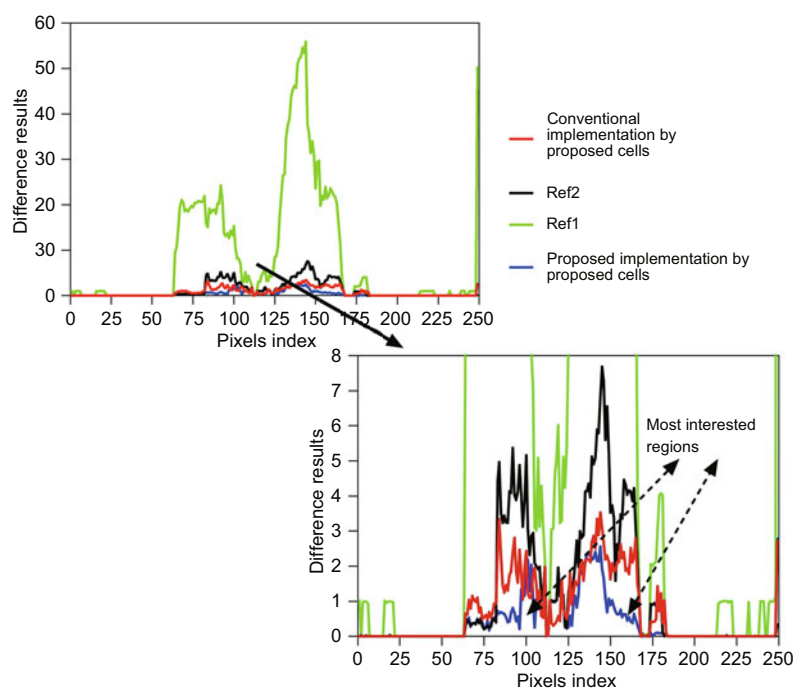 60
50
40
30
20
30
0
Difference results
0 25 50 75 100 125 150 175 200 225 250
Pixels index
Conventional
implementation by
proposed cells
Ref2
Ref1
Proposed implementation by
proposed cells
8
7
6
5
4
3
2
1
0
Difference results
Most interested
regions
0 25 50 75 100 125 150 175 200 225 250
Pixels index